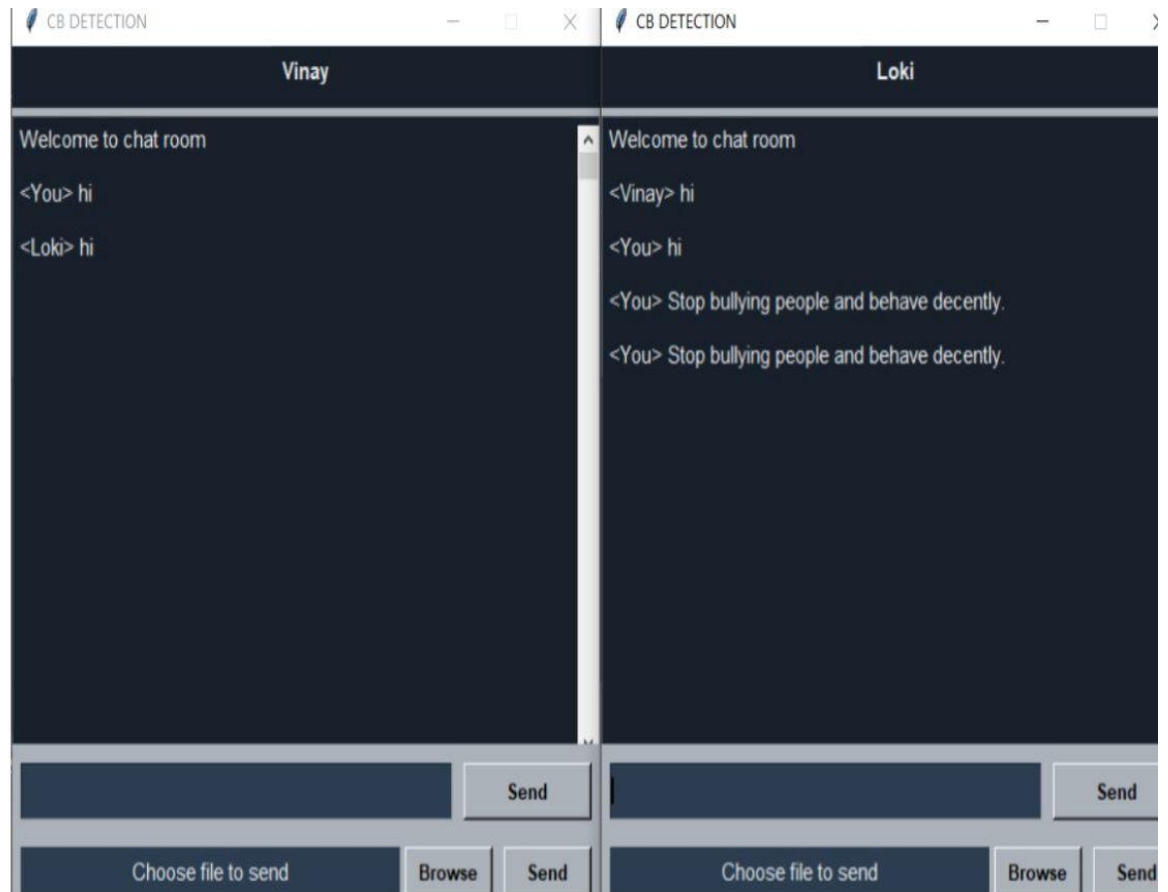 CB DETECTION
Vinay
Welcome to chat room
<You> hi
<Loki> hi
Send
Choose file to send
Browse
Send
CB DETECTION
Loki
Welcome to chat room
<Vinay> hi
<You> hi
<You> Stop bullying people and behave decently.
<You> Stop bullying people and behave decently.
Send
Choose file to send
Browse
Send